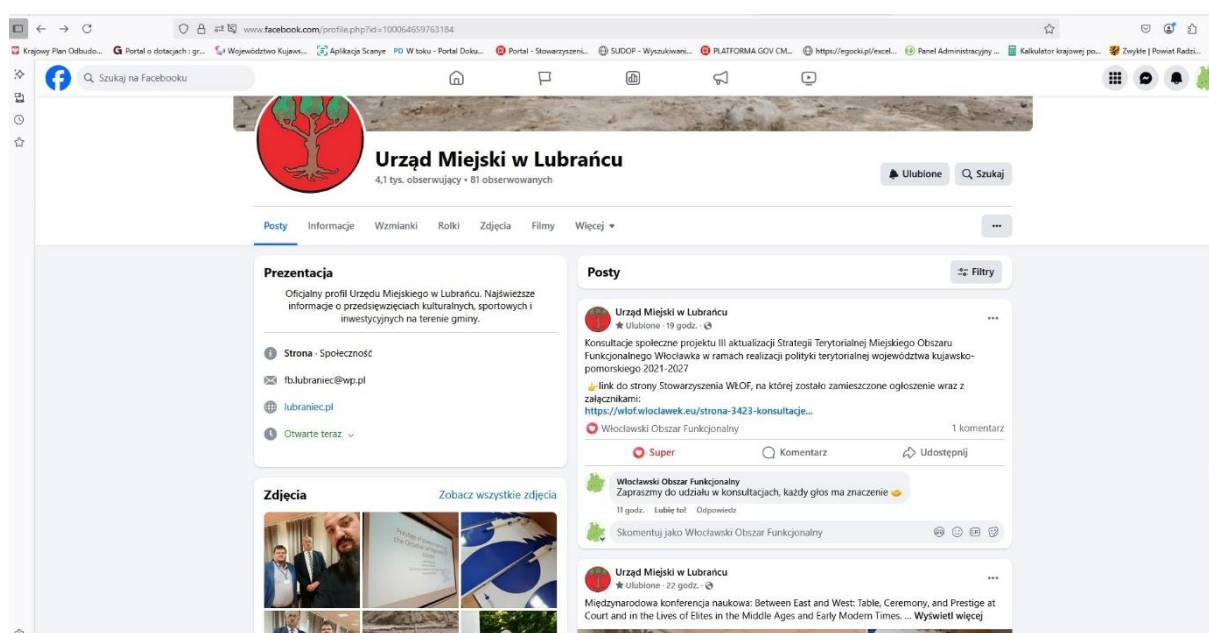 www.facebook.com/profile.php?id=100064659763184
Krajowy Plan Odbudo... Portal o dotacjach : gr... Województwo Kujaws... Aplikacja Scanye PD W toku - Portal Doku... Portal - Stowarzyszeni... SUDOP - Wyszukiwani... PLATFORMA GOV CM... https://egocki.pl/excel... Panel Administracyjny ... Kalkulator krajowej po... Zwykłe | Powiat Radzi...
Szukaj na Facebooku
Urząd Miejski w Lubrańcu
4,1 tys. obserwujący • 81 obserwowanych
Ulubione Szukaj
Posty Informacje Wzmianki Rolki Zdjęcia Filmy Więcej
Prezentacja
Oficjalny profil Urzędu Miejskiego w Lubrańcu. Najświeższe
informacje o przedsięwzięciach kulturalnych, sportowych i
inwestycyjnych na terenie gminy.
Strona · Społeczność
fb.lubraniec@wp.pl
lubraniec.pl
Otwarte teraz
Zdjęcia Zobacz wszystkie zdjęcia
Posty Filtry
Urząd Miejski w Lubrańcu
Ulubione · 19 godz. ·
Konsultacje społeczne projektu III aktualizacji Strategii Terytorialnej Miejskiego Obszaru
Funkcjonalnego Włocławka w ramach realizacji polityki terytorialnej województwa kujawsko-
pomorskiego 2021-2027
👉link do strony Stowarzyszenia WŁOF, na której zostało zamieszczone ogłoszenie wraz z
załącznikami:
https://wlof.wloclawek.eu/strona-3423-konsultacje...
Włocławski Obszar Funkcjonalny 1 komentarz
Super Komentarz Udostępnij
Włocławski Obszar Funkcjonalny
Zapraszmy do udziału w konsultacjach, każdy głos ma znaczenie
11 godz. Lubię to! Odpowiedz
Skomentuj jako Włocławski Obszar Funkcjonalny
Urząd Miejski w Lubrańcu
Ulubione · 22 godz. ·
Międzynarodowa konferencja naukowa: Between East and West: Table, Ceremony, and Prestige at
Court and in the Lives of Elites in the Middle Ages and Early Modern Times. ... Wyświetl więcej